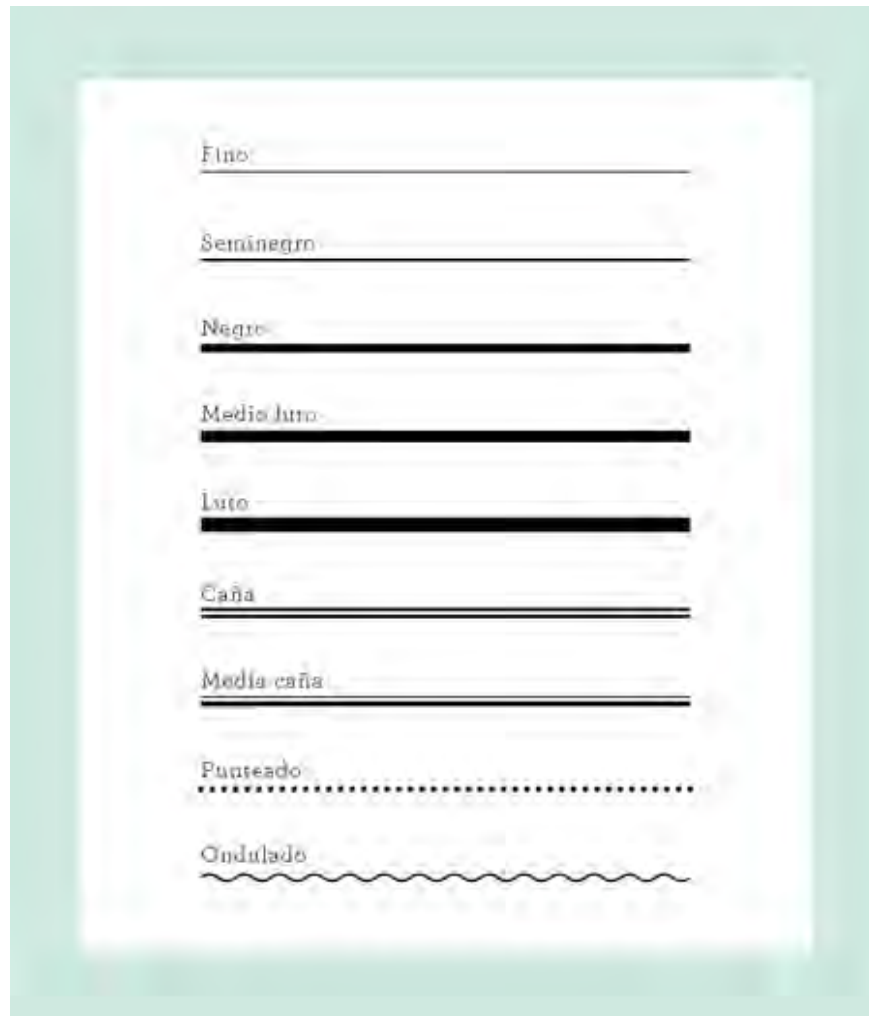 Fino
Seminegro
Negro
Medio luto
Luto
Caña
Media caña
Punteado
Ondulado